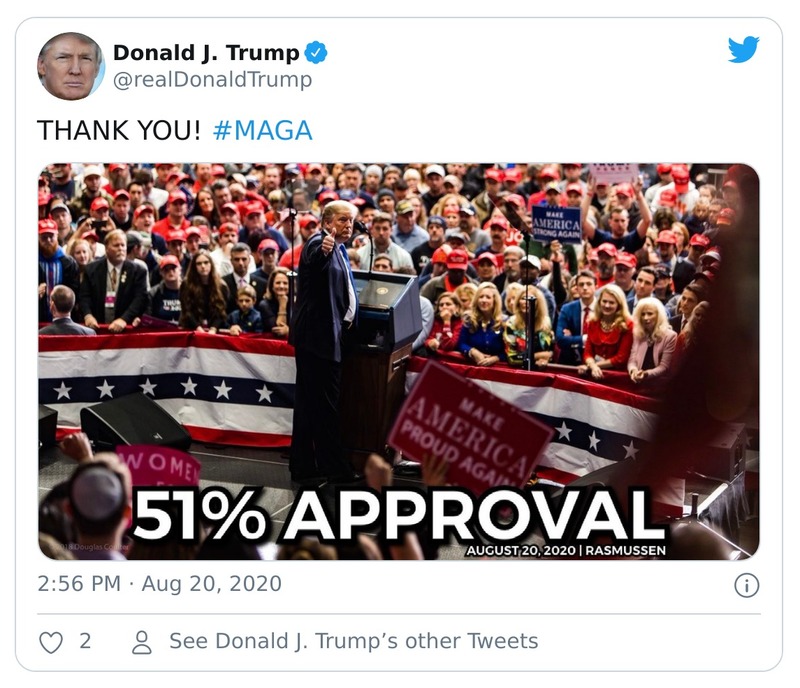 Donald J. Trump
@realDonaldTrump
THANK YOU! #MAGA
MAKE
AMERICA
STRONG AGAIN
MAKE
AMERICA
PROUD AGAIN
WOMEN
51% APPROVAL
AUGUST 20, 2020 | RASMUSSEN
2:56 PM · Aug 20, 2020
2
See Donald J. Trump’s other Tweets